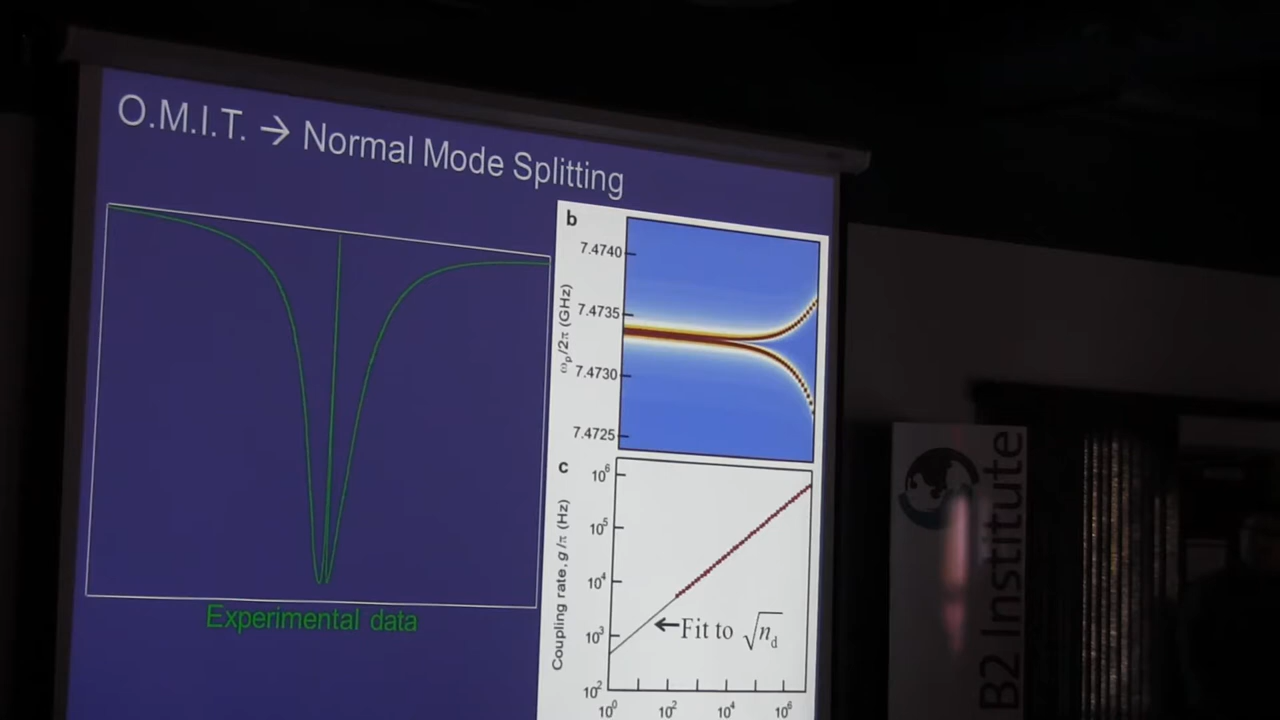 O.M.I.T. → Normal Mode Splitting
Experimental data
b
7.4740
7.4735
7.4730
7.4725
ωp/2π (GHz)
c
10⁶
10⁵
10⁴
10³
10²
Coupling rate, g/π (Hz)
←Fit to √n_d
10⁰ 10² 10⁴ 10⁶
B2 Institute